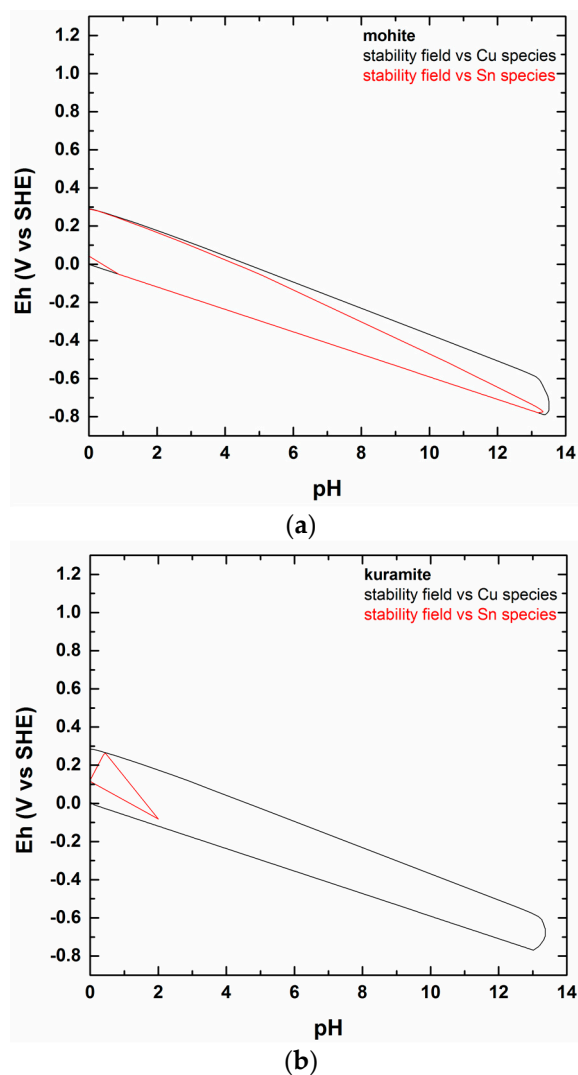 mohite
stability field vs Cu species
stability field vs Sn species
1.2
1.0
0.8
0.6
0.4
0.2
0.0
-0.2
-0.4
-0.6
-0.8
Eh (V vs SHE)
0 2 4 6 8 10 12 14
pH
(a)
kuramite
stability field vs Cu species
stability field vs Sn species
1.2
1.0
0.8
0.6
0.4
0.2
0.0
-0.2
-0.4
-0.6
-0.8
Eh (V vs SHE)
0 2 4 6 8 10 12 14
pH
(b)